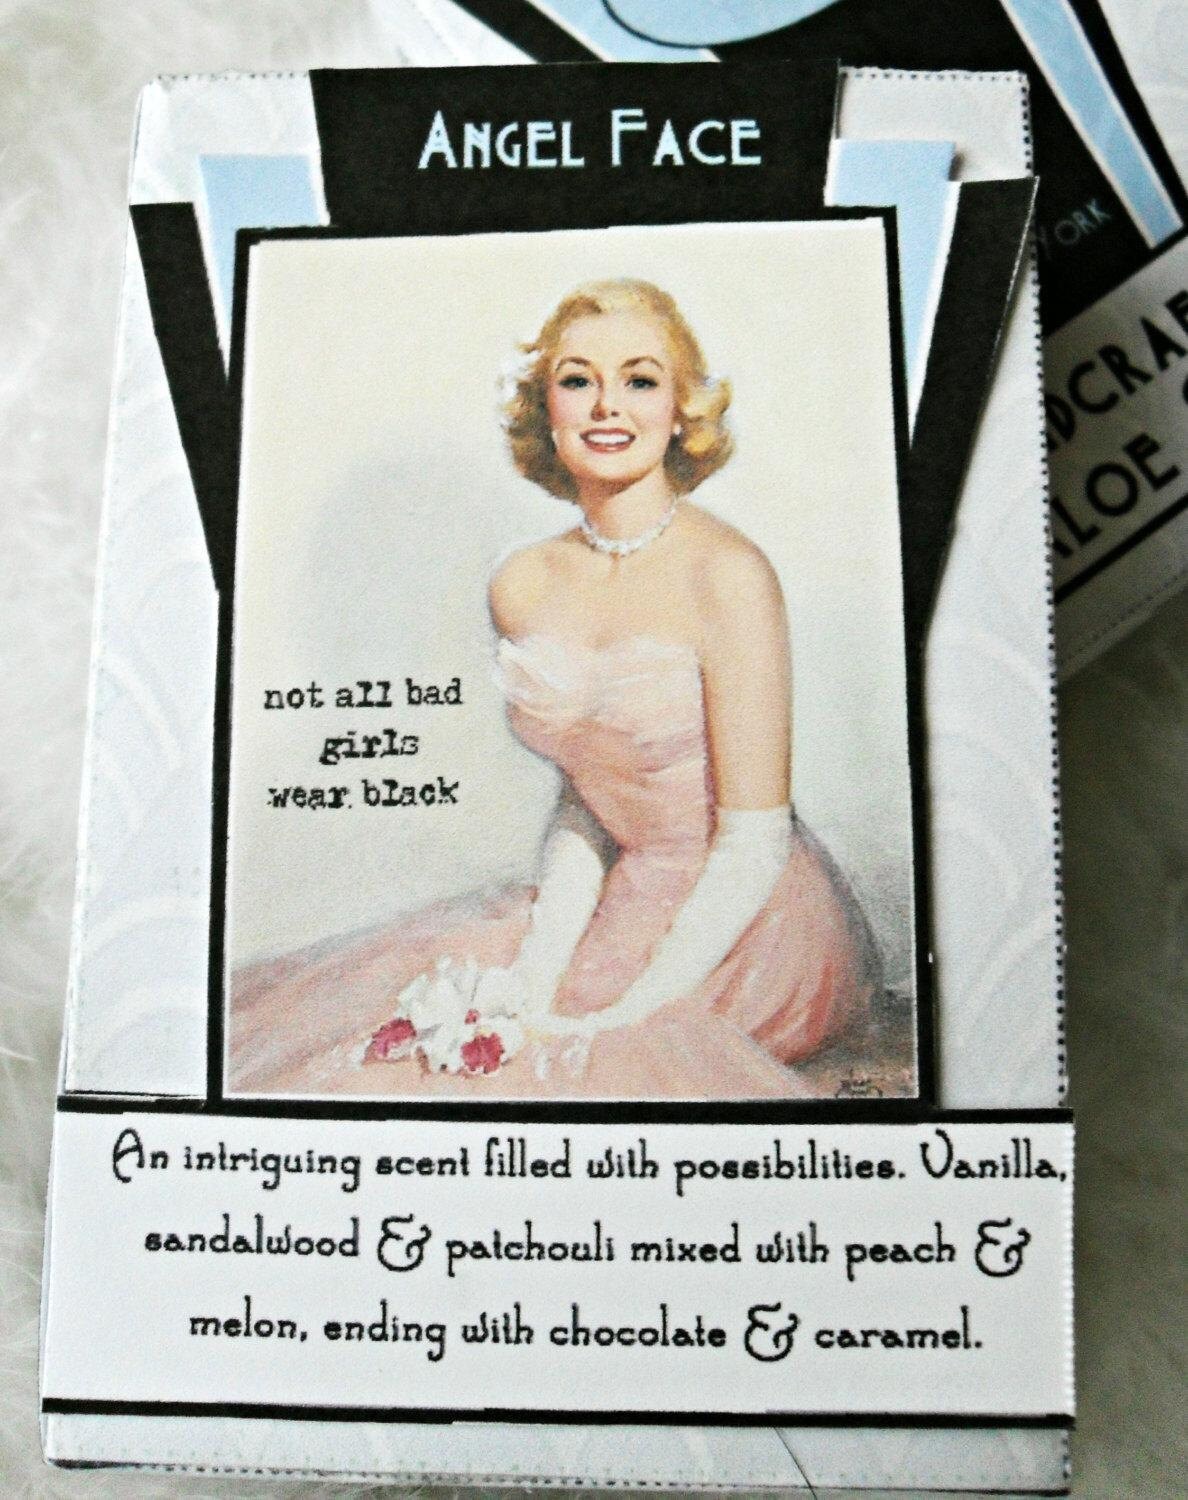 ANGEL FACE
not all bad
girls
wear black
An intriguing scent filled with possibilities. Vanilla,
sandalwood & patchouli mixed with peach &
melon, ending with chocolate & caramel.